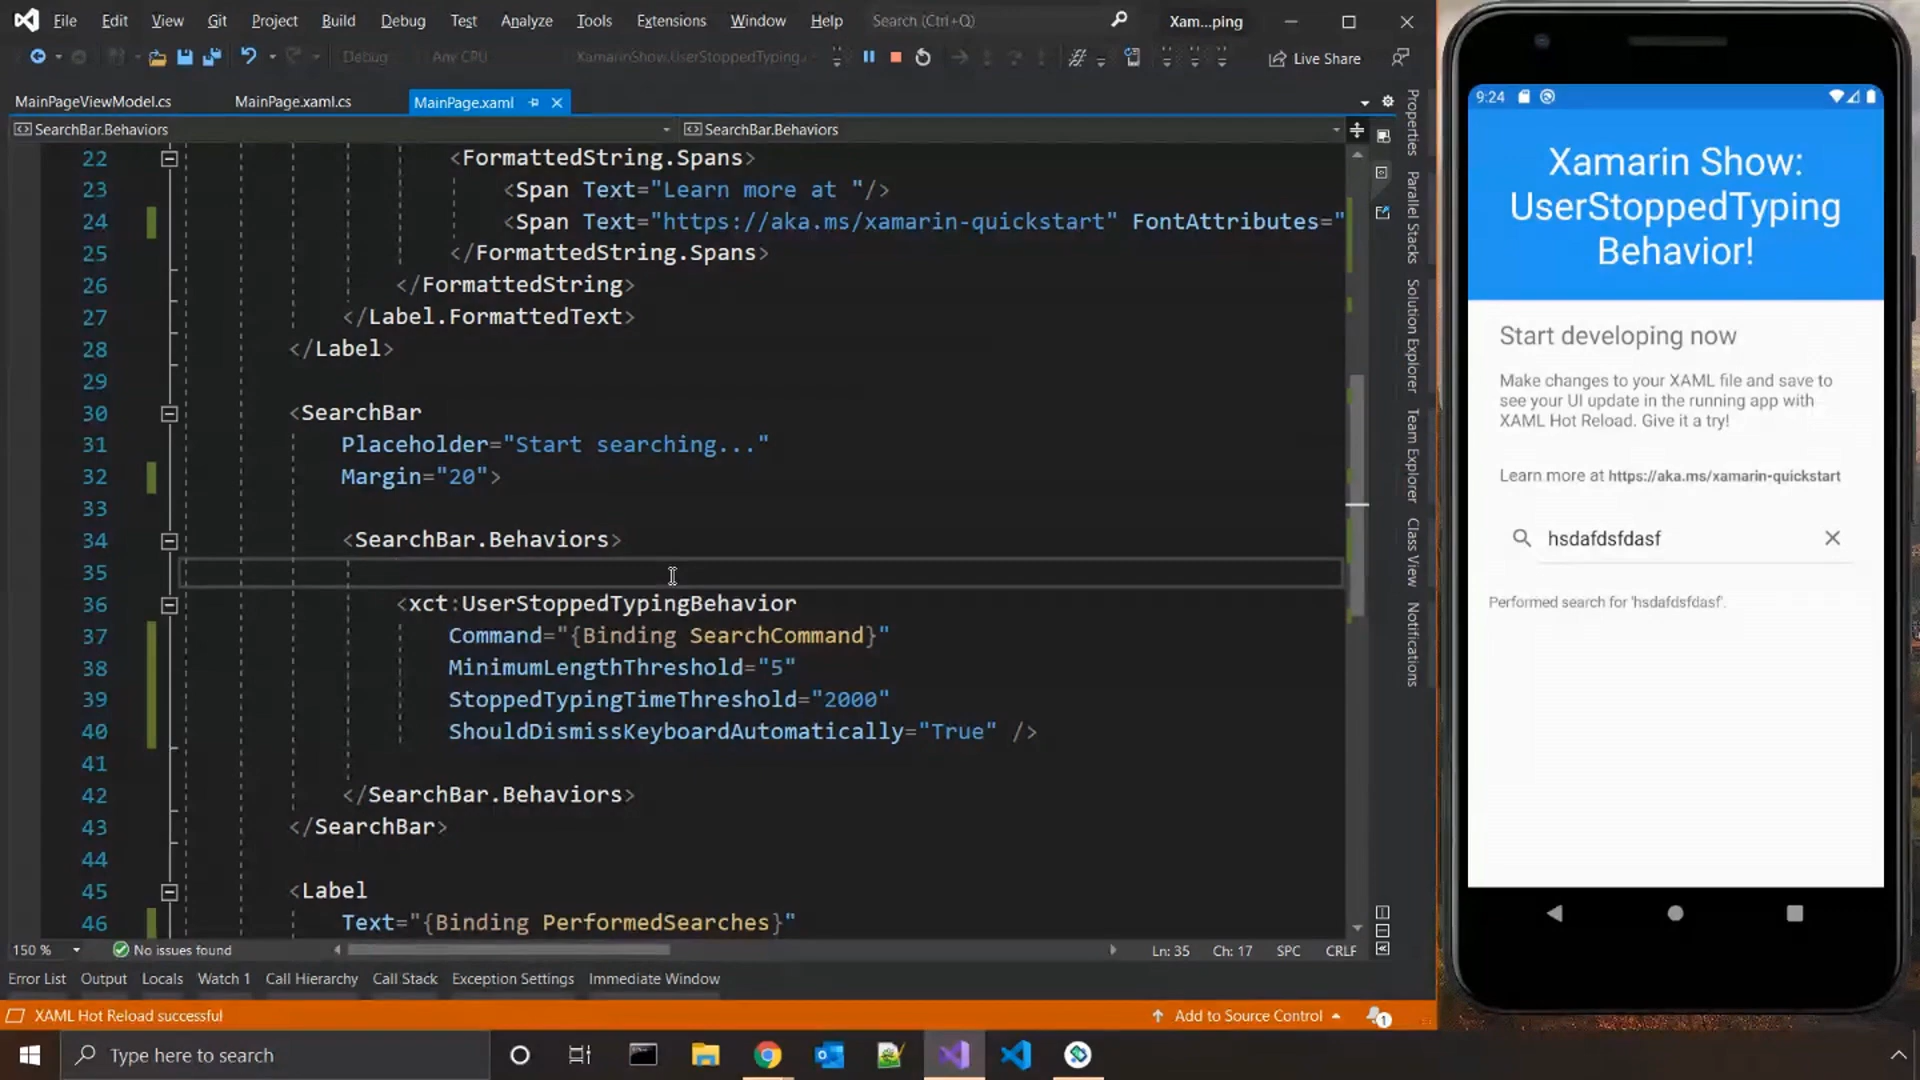 File Edit View Git Project Build Debug Test Analyze Tools Extensions Window Help Search (Ctrl+Q) Xam...ping
Debug Any CPU XamarinShow.UserStoppedTyping. Live Share
MainPageViewModel.cs MainPage.xaml.cs MainPage.xaml
SearchBar.Behaviors SearchBar.Behaviors
22 <FormattedString.Spans>
23 <Span Text="Learn more at "/>
24 <Span Text="https://aka.ms/xamarin-quickstart" FontAttributes="
25 </FormattedString.Spans>
26 </FormattedString>
27 </Label.FormattedText>
28 </Label>
29
30 <SearchBar
31 Placeholder="Start searching..."
32 Margin="20">
33
34 <SearchBar.Behaviors>
35
36 <xct:UserStoppedTypingBehavior
37 Command="{Binding SearchCommand}"
38 MinimumLengthThreshold="5"
39 StoppedTypingTimeThreshold="2000"
40 ShouldDismissKeyboardAutomatically="True" />
41
42 </SearchBar.Behaviors>
43 </SearchBar>
44
45 <Label
46 Text="{Binding PerformedSearches}"
150 % No issues found Ln: 35 Ch: 17 SPC CRLF
Error List Output Locals Watch 1 Call Hierarchy Call Stack Exception Settings Immediate Window
XAML Hot Reload successful Add to Source Control 1
Type here to search
Properties
Parallel Stacks
Solution Explorer
Team Explorer
Class View
Notifications
9:24
Xamarin Show:
UserStoppedTyping
Behavior!
Start developing now
Make changes to your XAML file and save to
see your UI update in the running app with
XAML Hot Reload. Give it a try!
Learn more at https://aka.ms/xamarin-quickstart
hsdafdsfdasf
Performed search for 'hsdafdsfdasf'.